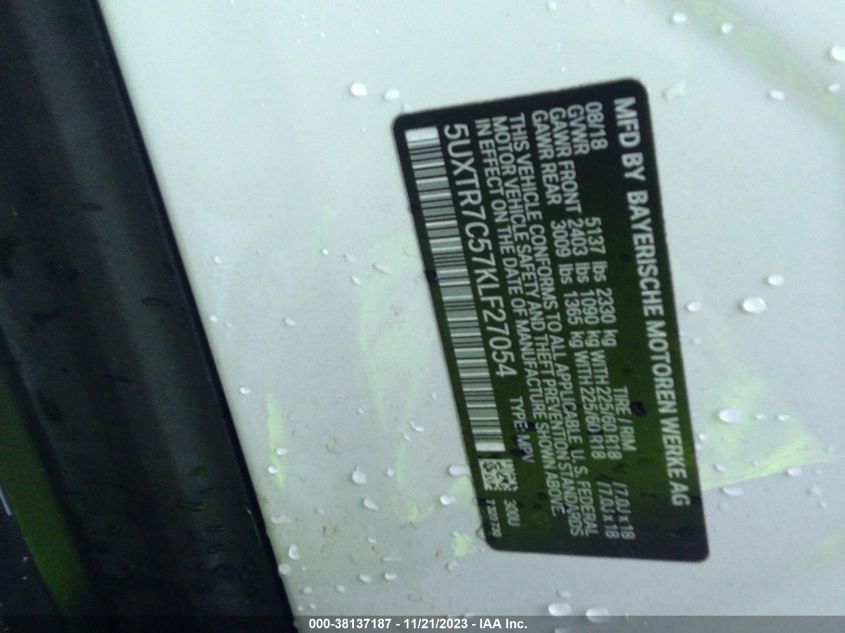 MFD BY BAYERISCHE MOTOREN WERKE AG
08/18 TIRE / RIM
GVWR 5137 lbs 2330 kg
GAWR FRONT 2403 lbs 1090 kg WITH 225/60 R18 /7.0J x 18
GAWR REAR 3009 lbs 1365 kg WITH 225/60 R18 /7.0J x 18
THIS VEHICLE CONFORMS TO ALL APPLICABLE U.S. FEDERAL
MOTOR VEHICLE SAFETY AND THEFT PREVENTION STANDARDS
IN EFFECT ON THE DATE OF MANUFACTURE SHOWN ABOVE.
5UXTR7C57KLF27054 TYPE: MPV
000-38137187 - 11/21/2023 - IAA Inc.